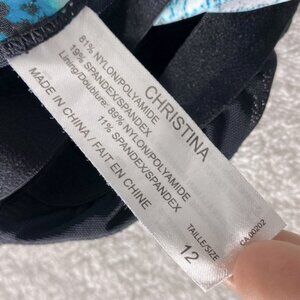 CHRISTINA
81% NYLON/POLYAMIDE
19% SPANDEX/SPANDEX
Lining/Doublure: 89% NYLON/POLYAMIDE
11% SPANDEX/SPANDEX
MADE IN CHINA / FAIT EN CHINE
TAILLE/SIZE
12
CA00202